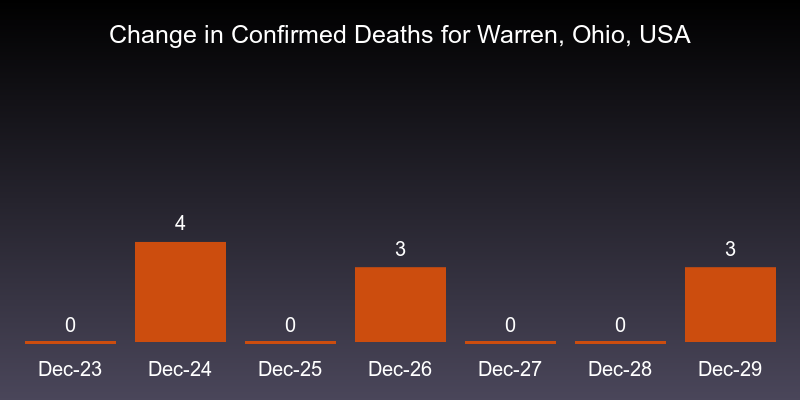 Change in Confirmed Deaths for Warren, Ohio, USA
0 4 0 3 0 0 3
Dec-23 Dec-24 Dec-25 Dec-26 Dec-27 Dec-28 Dec-29